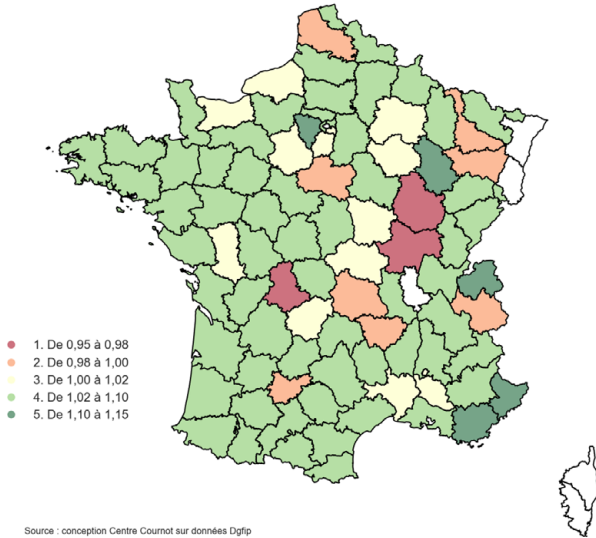 1. De 0,95 à 0,98
2. De 0,98 à 1,00
3. De 1,00 à 1,02
4. De 1,02 à 1,10
5. De 1,10 à 1,15
Source : conception Centre Cournot sur données Dgfip